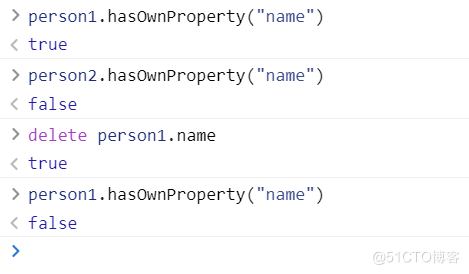 > person1.hasOwnProperty("name")
< true
> person2.hasOwnProperty("name")
< false
> delete person1.name
< true
> person1.hasOwnProperty("name")
< false
>
@51CTO博客